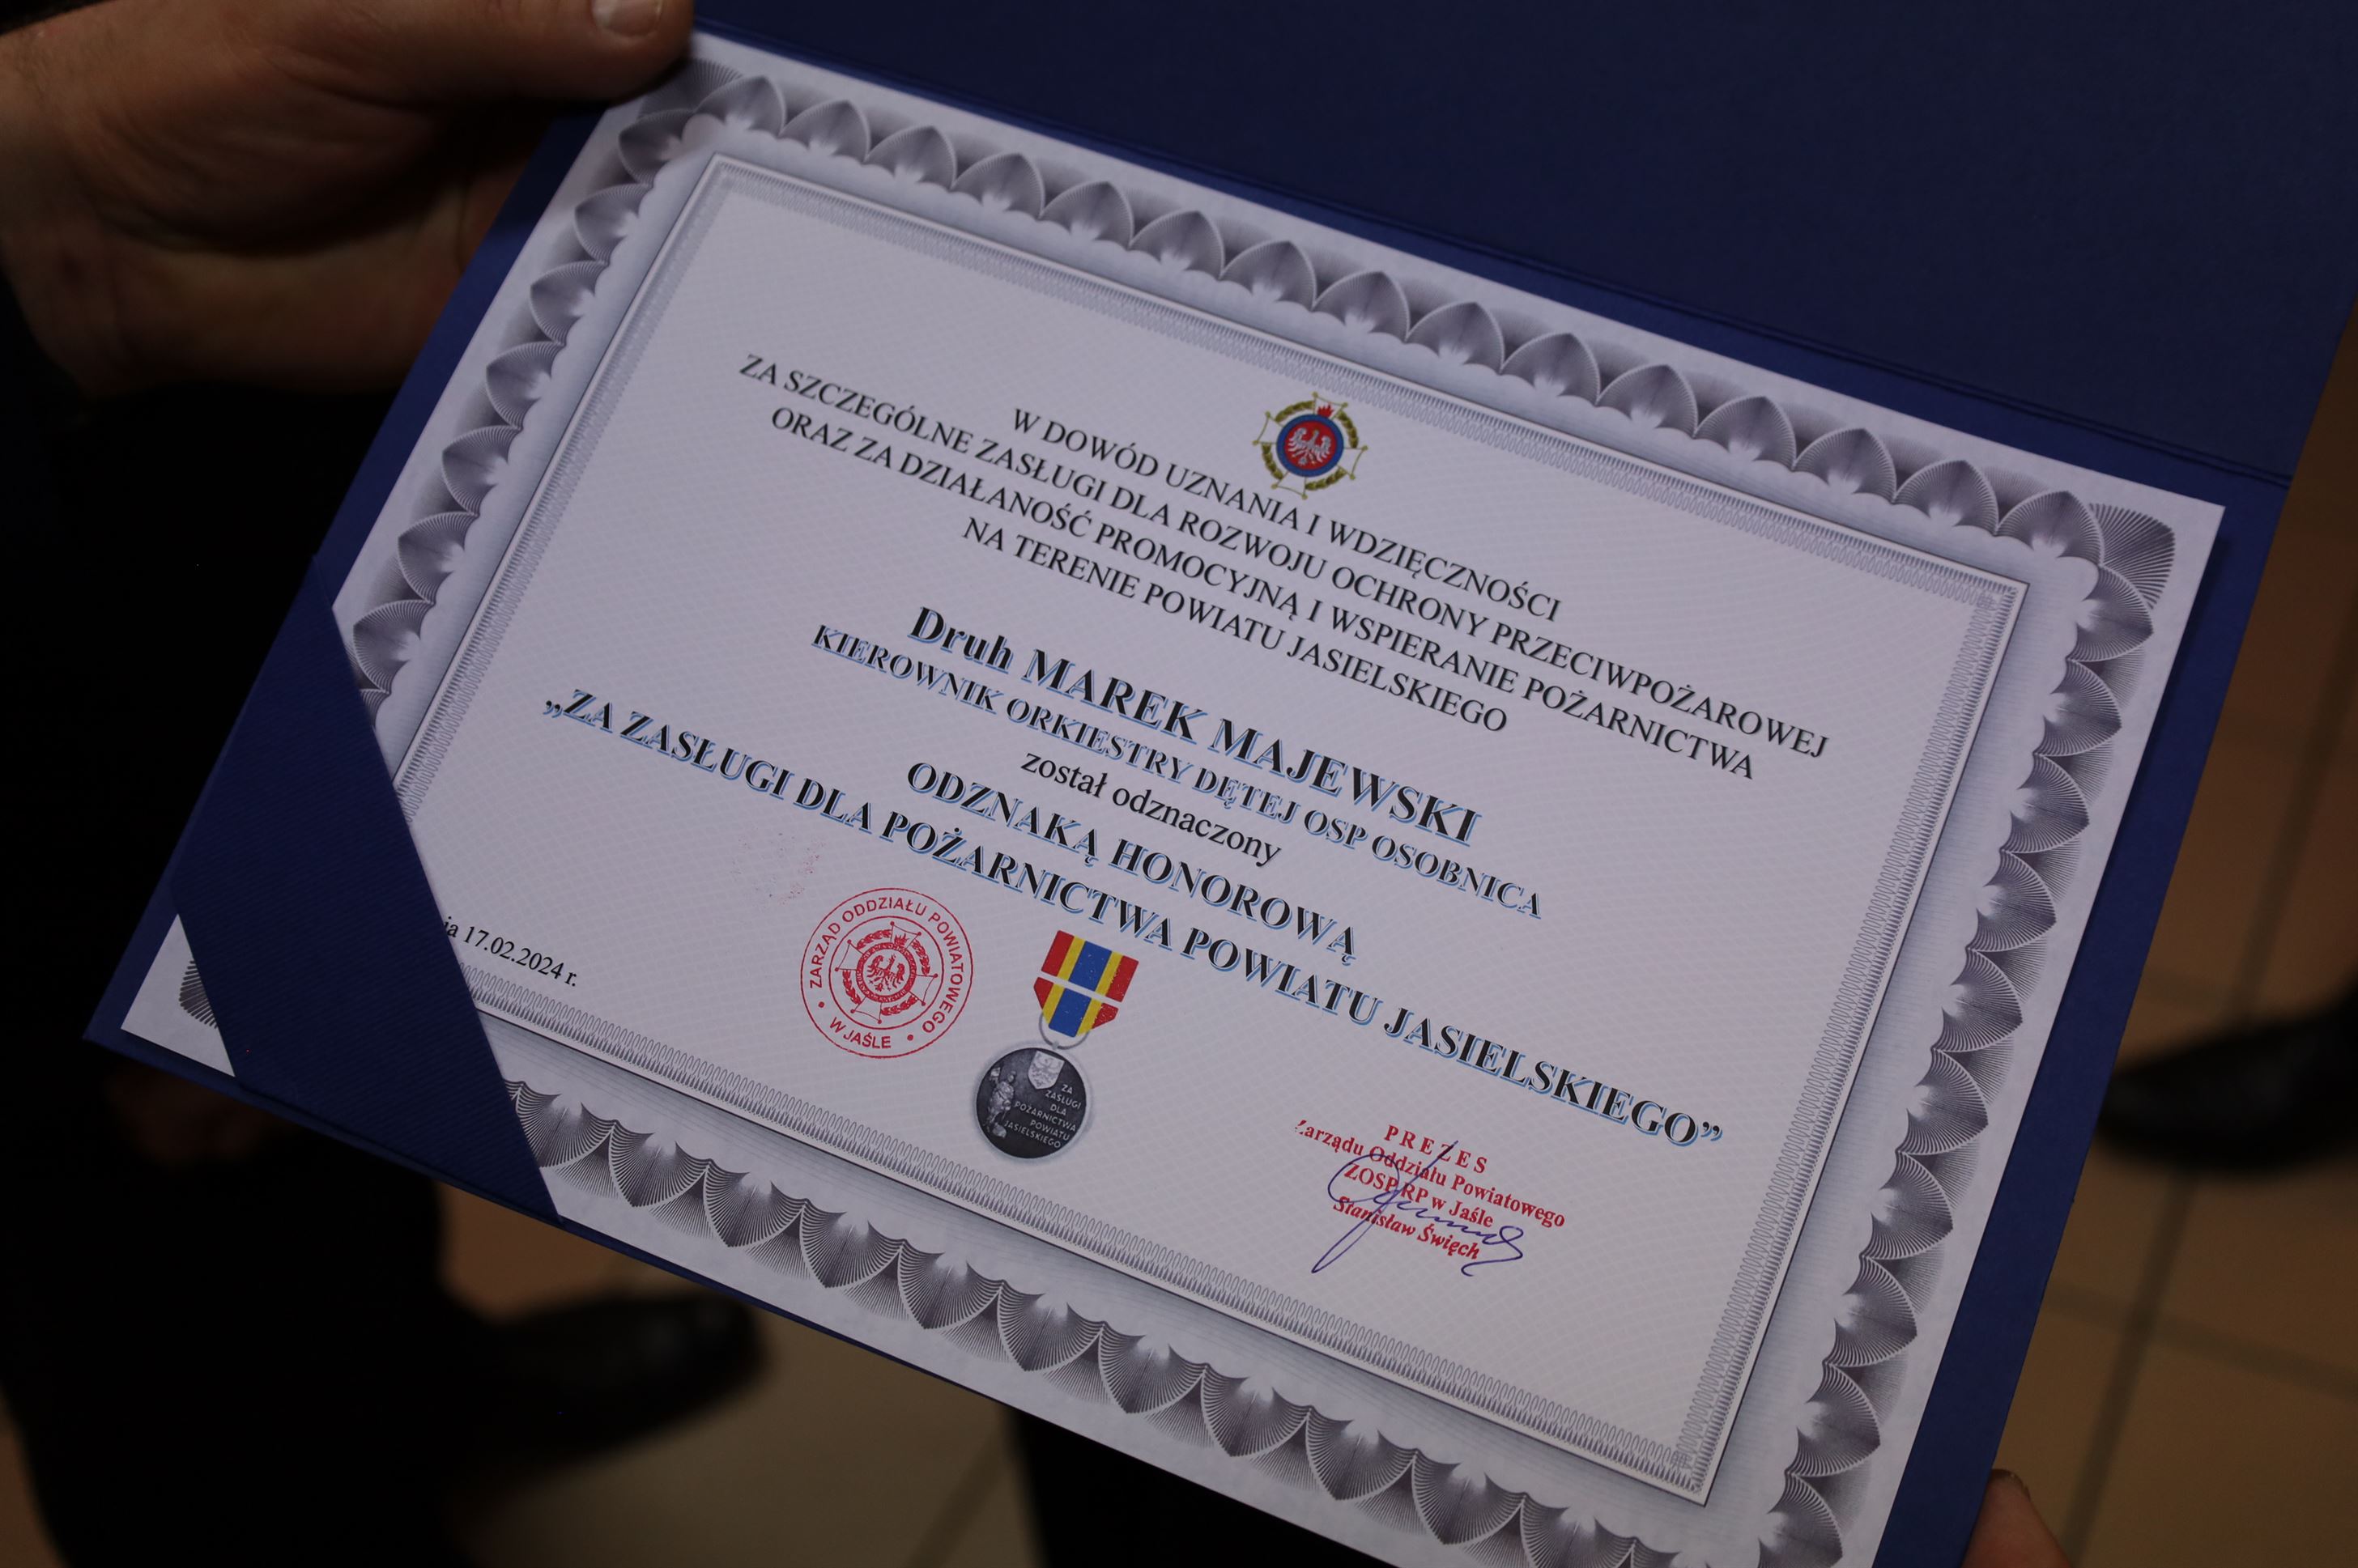 W DOWÓD UZNANIA I WDZIĘCZNOŚCI
ZA SZCZEGÓLNE ZASŁUGI DLA ROZWOJU OCHRONY PRZECIWPOŻAROWEJ
ORAZ ZA DZIAŁANOŚĆ PROMOCYJNĄ I WSPIERANIE POŻARNICTWA
NA TERENIE POWIATU JASIELSKIEGO
Druh MAREK MAJEWSKI
KIEROWNIK ORKIESTRY DĘTEJ OSP OSOBNICA
został odznaczony
ODZNAKĄ HONOROWĄ
„ZA ZASŁUGI DLA POŻARNICTWA POWIATU JASIELSKIEGO”
17.02.2024 r.
ZARZĄD ODDZIAŁU POWIATOWEGO
• W JAŚLE •
ZA
ZASŁUGI
DLA
POŻARNICTWA
POWIATU
JASIELSKIEGO
PREZES
Zarządu Oddziału Powiatowego
ZOSP RP w Jaśle
Stanisław Święch